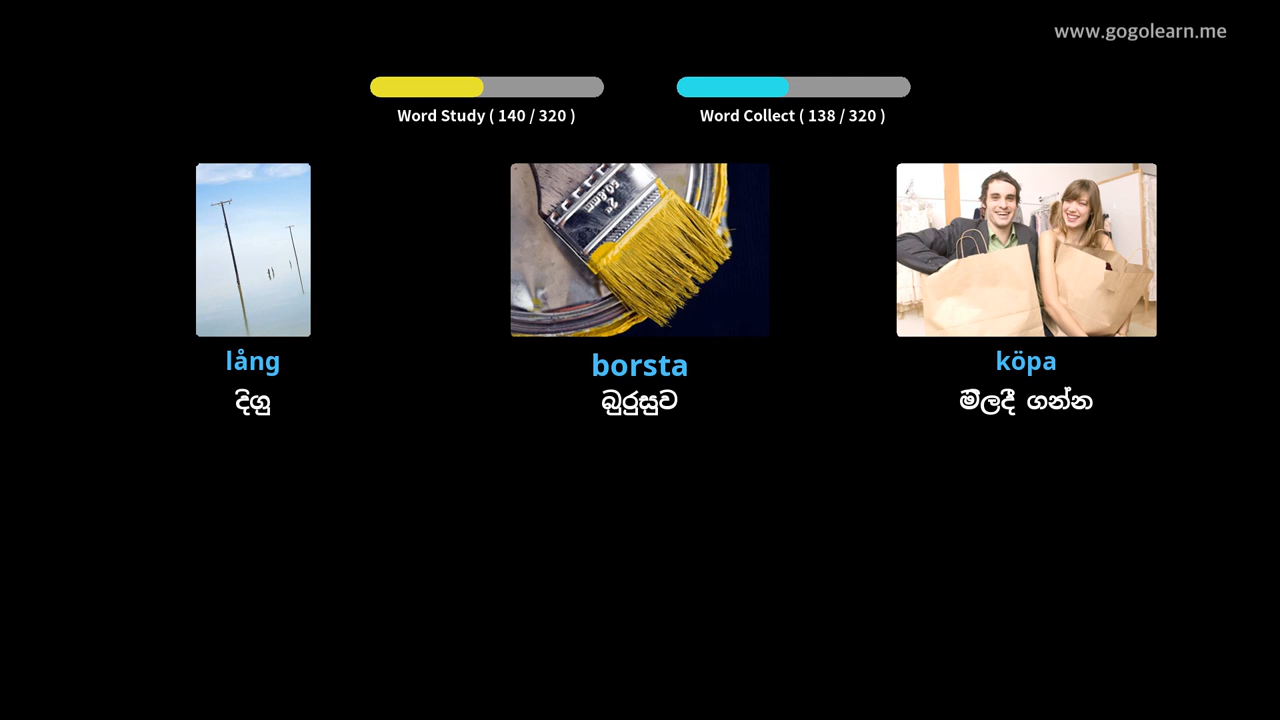 www.gogolearn.me
Word Study ( 140 / 320 )
Word Collect ( 138 / 320 )
lång
borsta
köpa
දිගු
බුරුසුව
මිලදී ගන්න